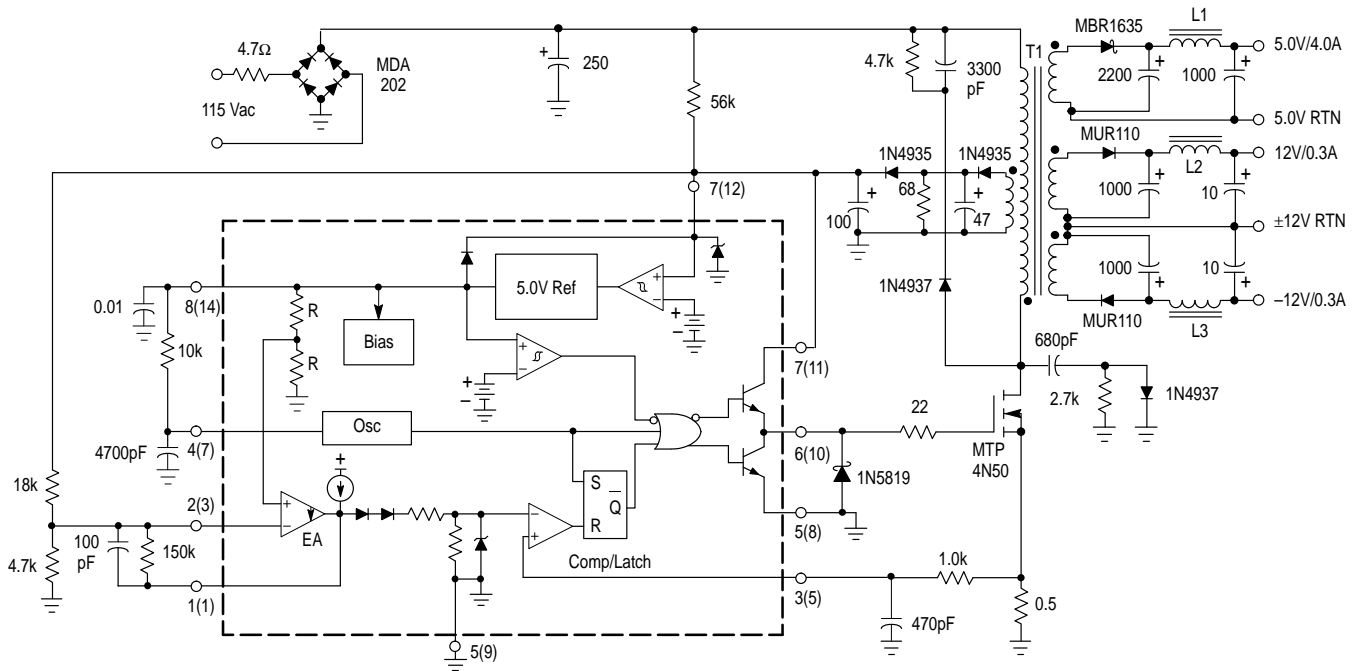 4.7Ω
MDA
202
115 Vac
+
250
56k
4.7k
3300
pF
T1
MBR1635
L1
5.0V/4.0A
+
2200
+
1000
5.0V RTN
MUR110
12V/0.3A
L2
+
1000
+
10
±12V RTN
+
1000
+
10
MUR110
L3
–12V/0.3A
1N4935
1N4935
68
+
100
+
47
7(12)
1N4937
680pF
2.7k
1N4937
0.01
8(14)
5.0V Ref
+
–
+
–
R
R
Bias
+
–
+
–
10k
7(11)
Osc
4(7)
4700pF
22
6(10)
MTP
4N50
1N5819
18k
+
S
Q
R
2(3)
+
–
EA
–
+
5(8)
100
pF
150k
4.7k
Comp/Latch
1.0k
1(1)
3(5)
470pF
0.5
5(9)